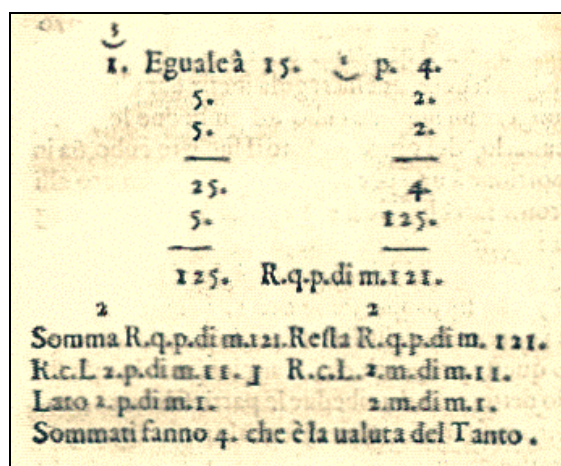 3
1. Egualeà 15. 1 p. 4.
5. 2.
5. 2.
25. 4.
5. 125.
125. R.q.p.di m.121.
2 2
Somma R.q.p.di m.121. Resta R.q.p.di m. 121.
R.c.L 2.p.di m.11. J R.c.L. 2.m.di m.11.
Lato 2. p.di m.1. 2.m.di m.1.
Sommati fanno 4. che è la ualuta del Tanto .